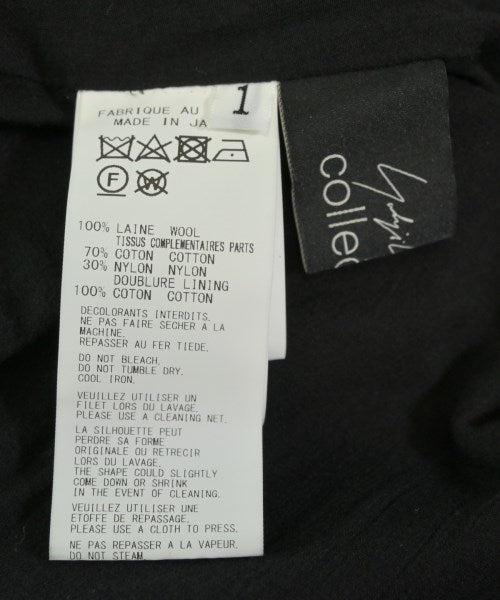 1
FABRIQUE AU
MADE IN JA
F
W
100% LAINE WOOL
TISSUS COMPLEMENTAIRES PARTS
70% COTON COTTON
30% NYLON NYLON
DOUBLURE LINING
100% COTON COTTON
DECOLORANTS INTERDITS.
NE PAS FAIRE SECHER A LA
MACHINE.
REPASSER AU FER TIEDE.
DO NOT BLEACH.
DO NOT TUMBLE DRY.
COOL IRON.
VEUILLEZ UTILISER UN
FILET LORS DU LAVAGE.
PLEASE USE A CLEANING NET.
LA SILHOUETTE PEUT
PERDRE SA FORME
ORIGINALE OU RETRECIR
LORS DU LAVAGE.
THE SHAPE COULD SLIGHTLY
COME DOWN OR SHRINK
IN THE EVENT OF CLEANING.
VEUILLEZ UTILISER UNE
ETOFFE DE REPASSAGE.
PLEASE USE A CLOTH TO PRESS.
NE PAS REPASSER A LA VAPEUR.
DO NOT STEAM.
collec